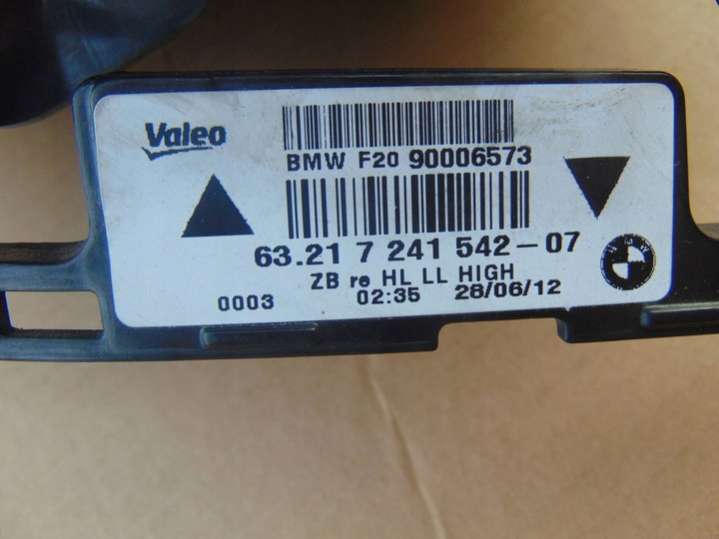 Valeo
BMW F20 90006573
63.21 7 241 542-07
ZB re HL LL HIGH
0003 02:35 28/06/12
BMW